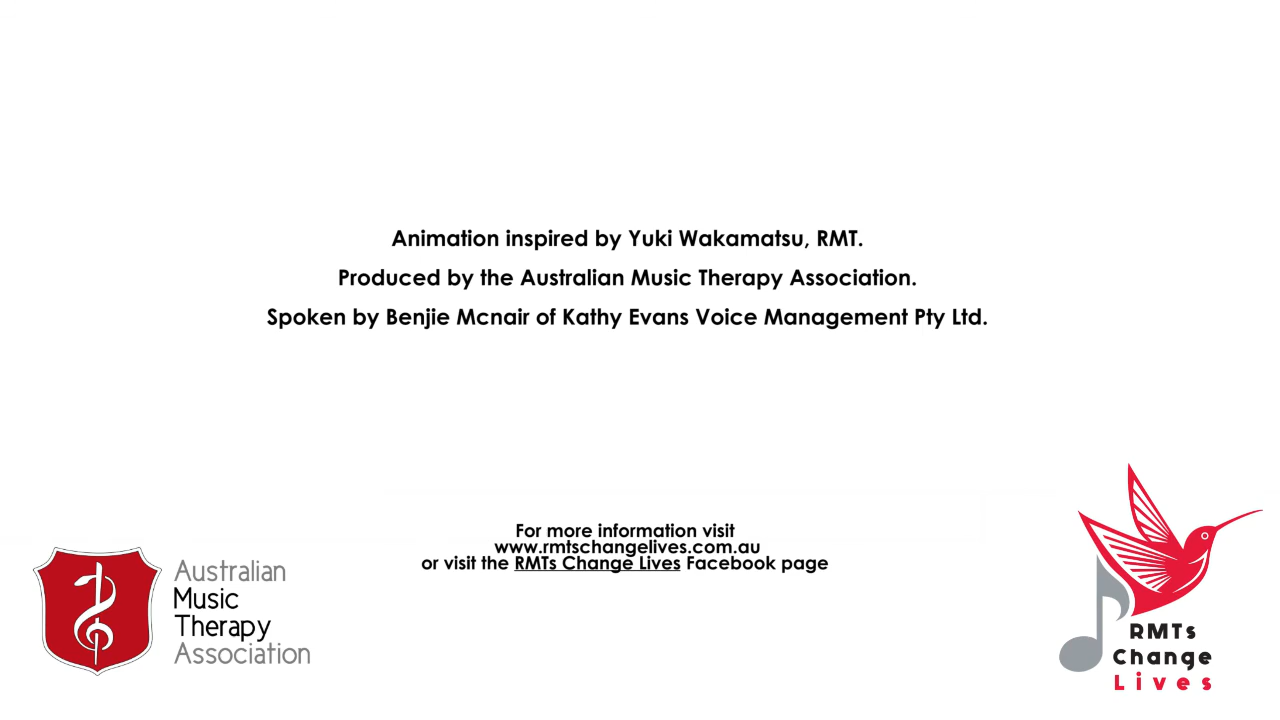 Animation inspired by Yuki Wakamatsu, RMT.
Produced by the Australian Music Therapy Association.
Spoken by Benjie Mcnair of Kathy Evans Voice Management Pty Ltd.
For more information visit
www.rmtschangelives.com.au
or visit the RMTs Change Lives Facebook page
Australian
Music
Therapy
Association
RMTs
Change
Lives